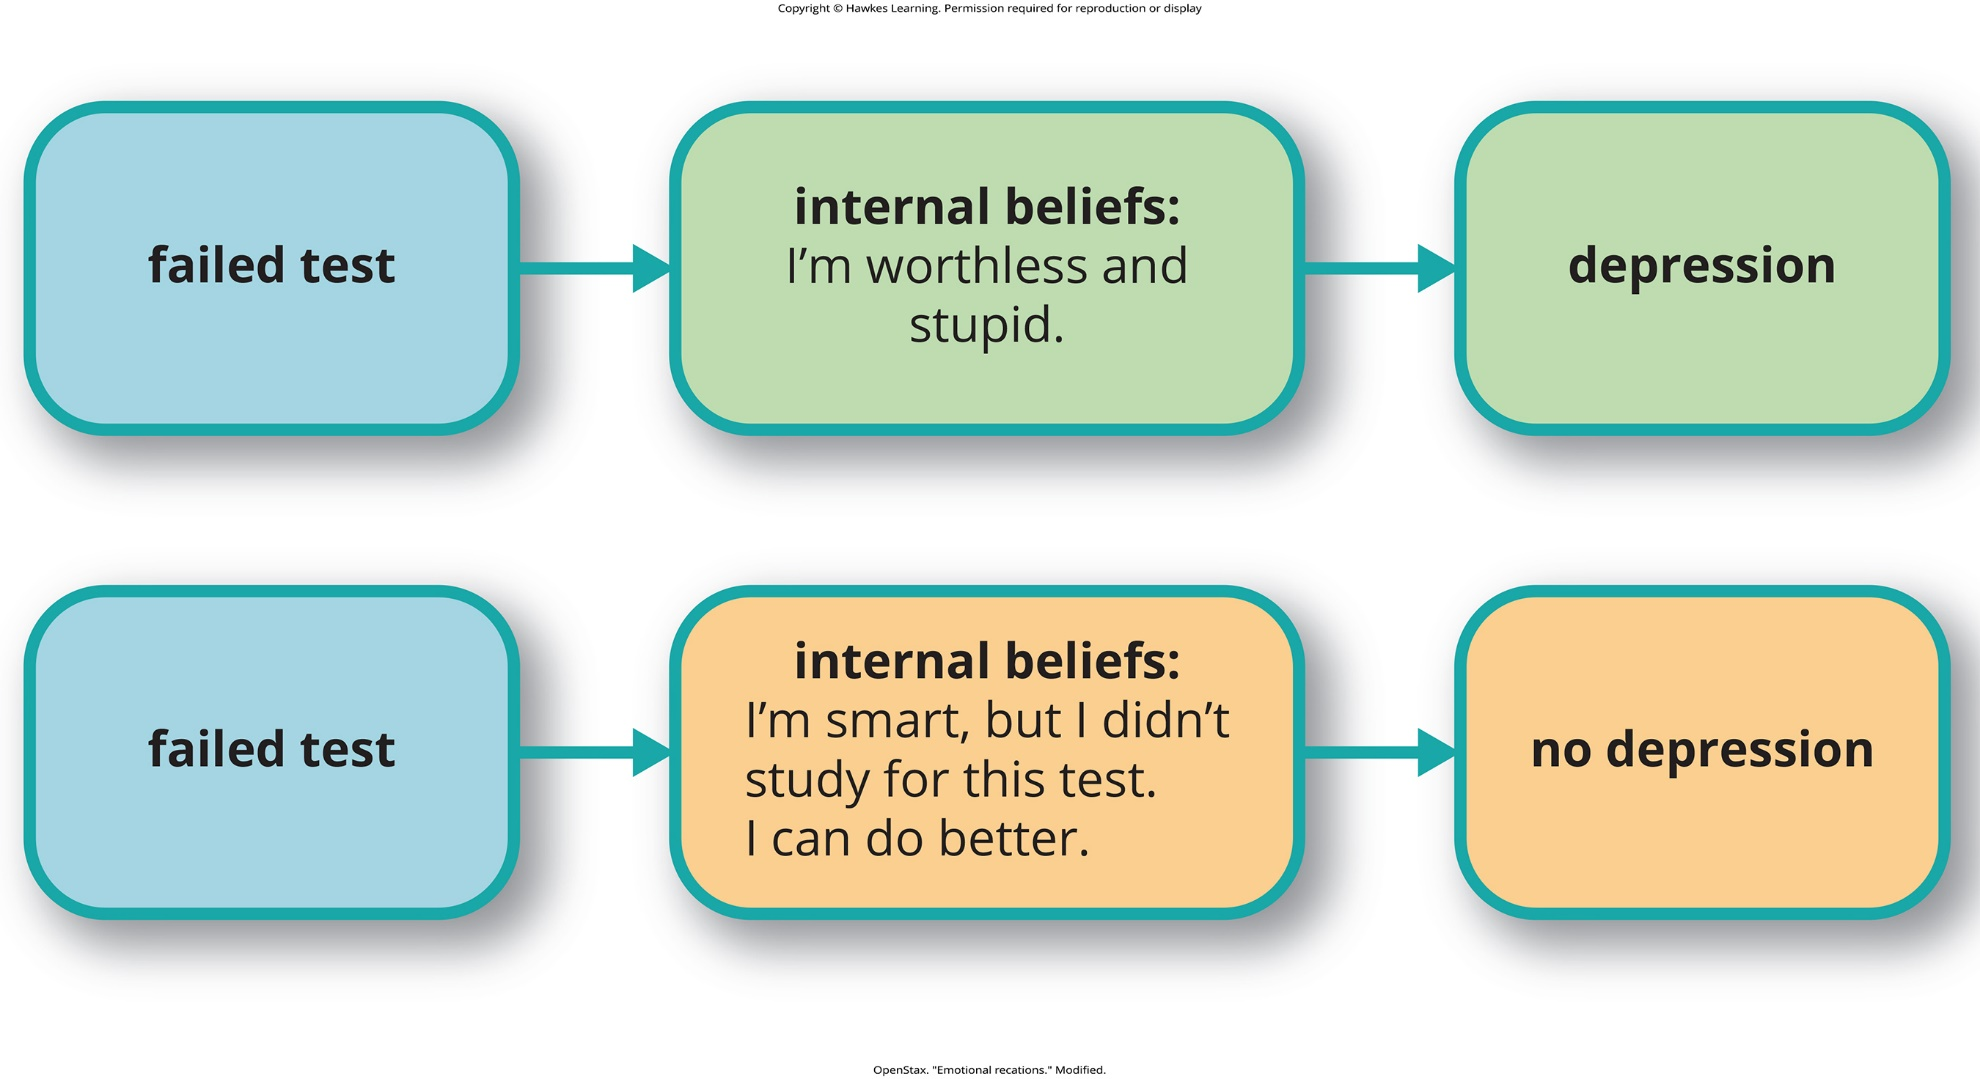 Copyright © Hawkes Learning. Permission required for reproduction or display
failed test
internal beliefs:
I’m worthless and
stupid.
depression
failed test
internal beliefs:
I’m smart, but I didn’t
study for this test.
I can do better.
no depression
OpenStax. "Emotional recations." Modified.